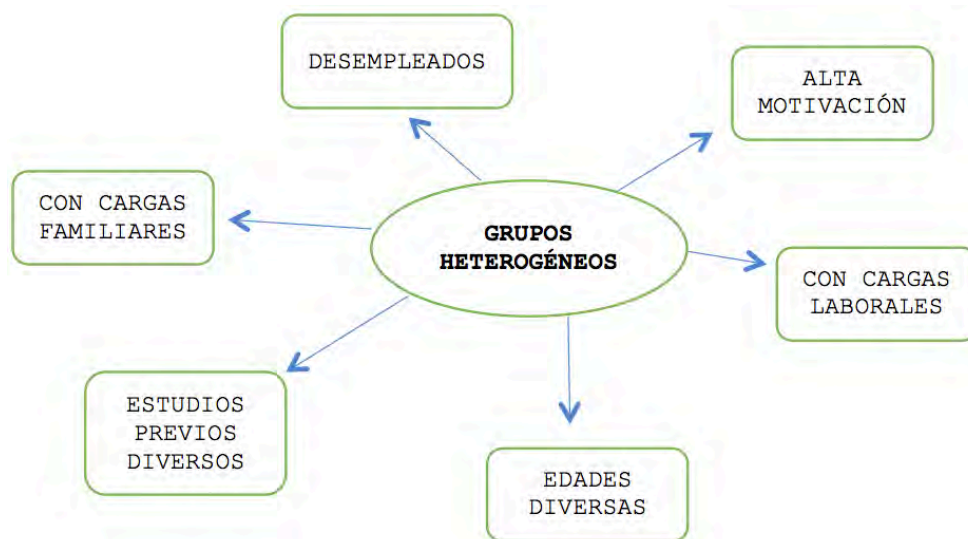 DESEMPLEADOS
ALTA
MOTIVACIÓN
CON CARGAS
FAMILIARES
GRUPOS
HETEROGÉNEOS
CON CARGAS
LABORALES
ESTUDIOS
PREVIOS
DIVERSOS
EDADES
DIVERSAS